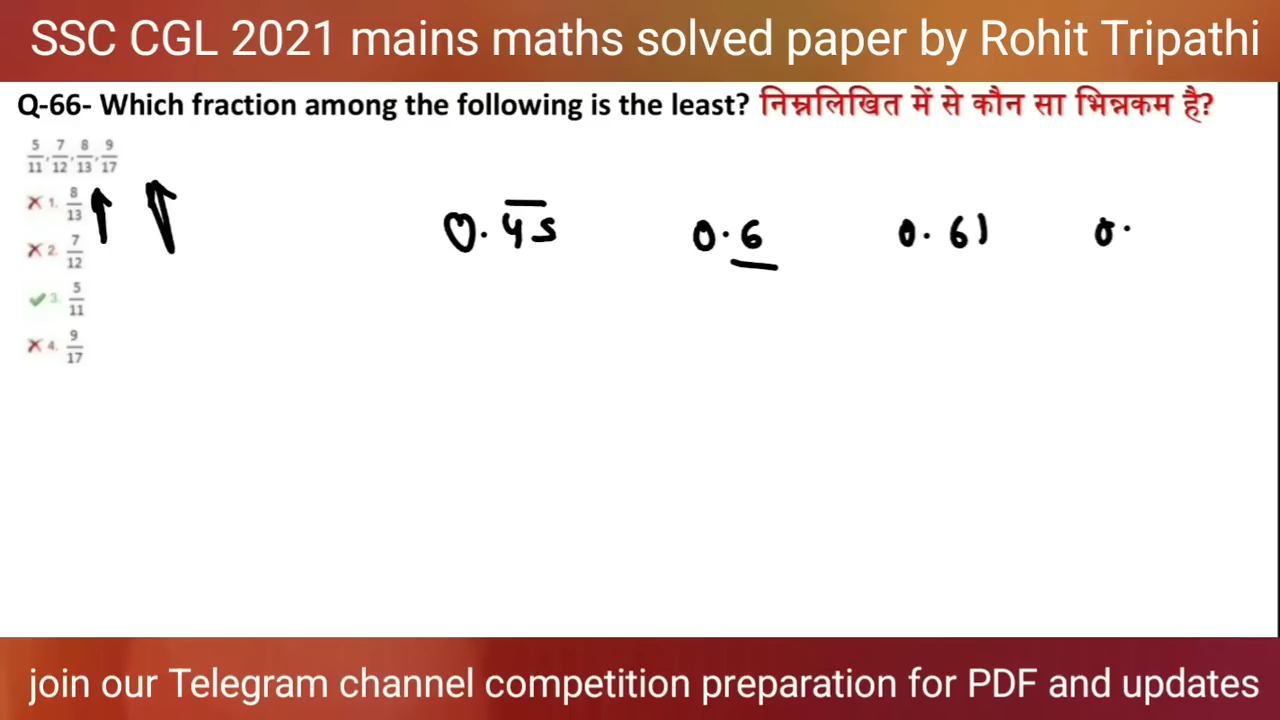 SSC CGL 2021 mains maths solved paper by Rohit Tripathi
Q-66- Which fraction among the following is the least? निम्नलिखित में से कौन सा भिन्नकम है?
5/11, 7/12, 8/13, 9/17
1. 8/13
2. 7/12
3. 5/11
4. 9/17
0.45 0.6 0.61 0.
join our Telegram channel competition preparation for PDF and updates